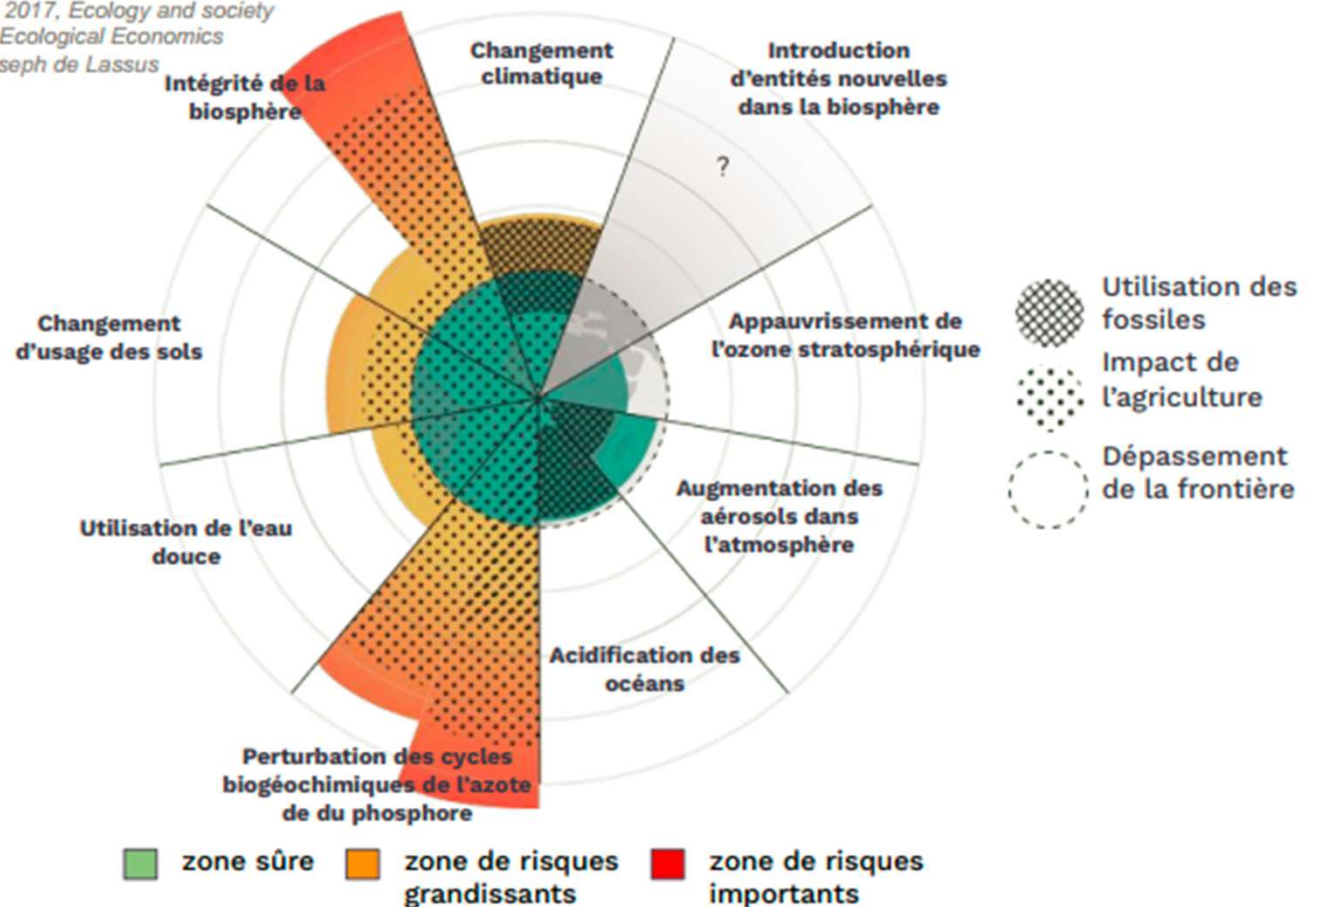 2017, Ecology and society
Ecological Economics
seph de Lassus
Intégrité de la
biosphère
Changement
climatique
Introduction
d'entités nouvelles
dans la biosphère
?
Changement
d'usage des sols
Appauvrissement de
l'ozone stratosphérique
Utilisation de l'eau
douce
Augmentation des
aérosols dans
l'atmosphère
Acidification des
océans
Perturbation des cycles
biogéochimiques de l'azote
de du phosphore
Utilisation des
fossiles
Impact de
l'agriculture
Dépassement
de la frontière
zone sûre
zone de risques
grandissants
zone de risques
importants